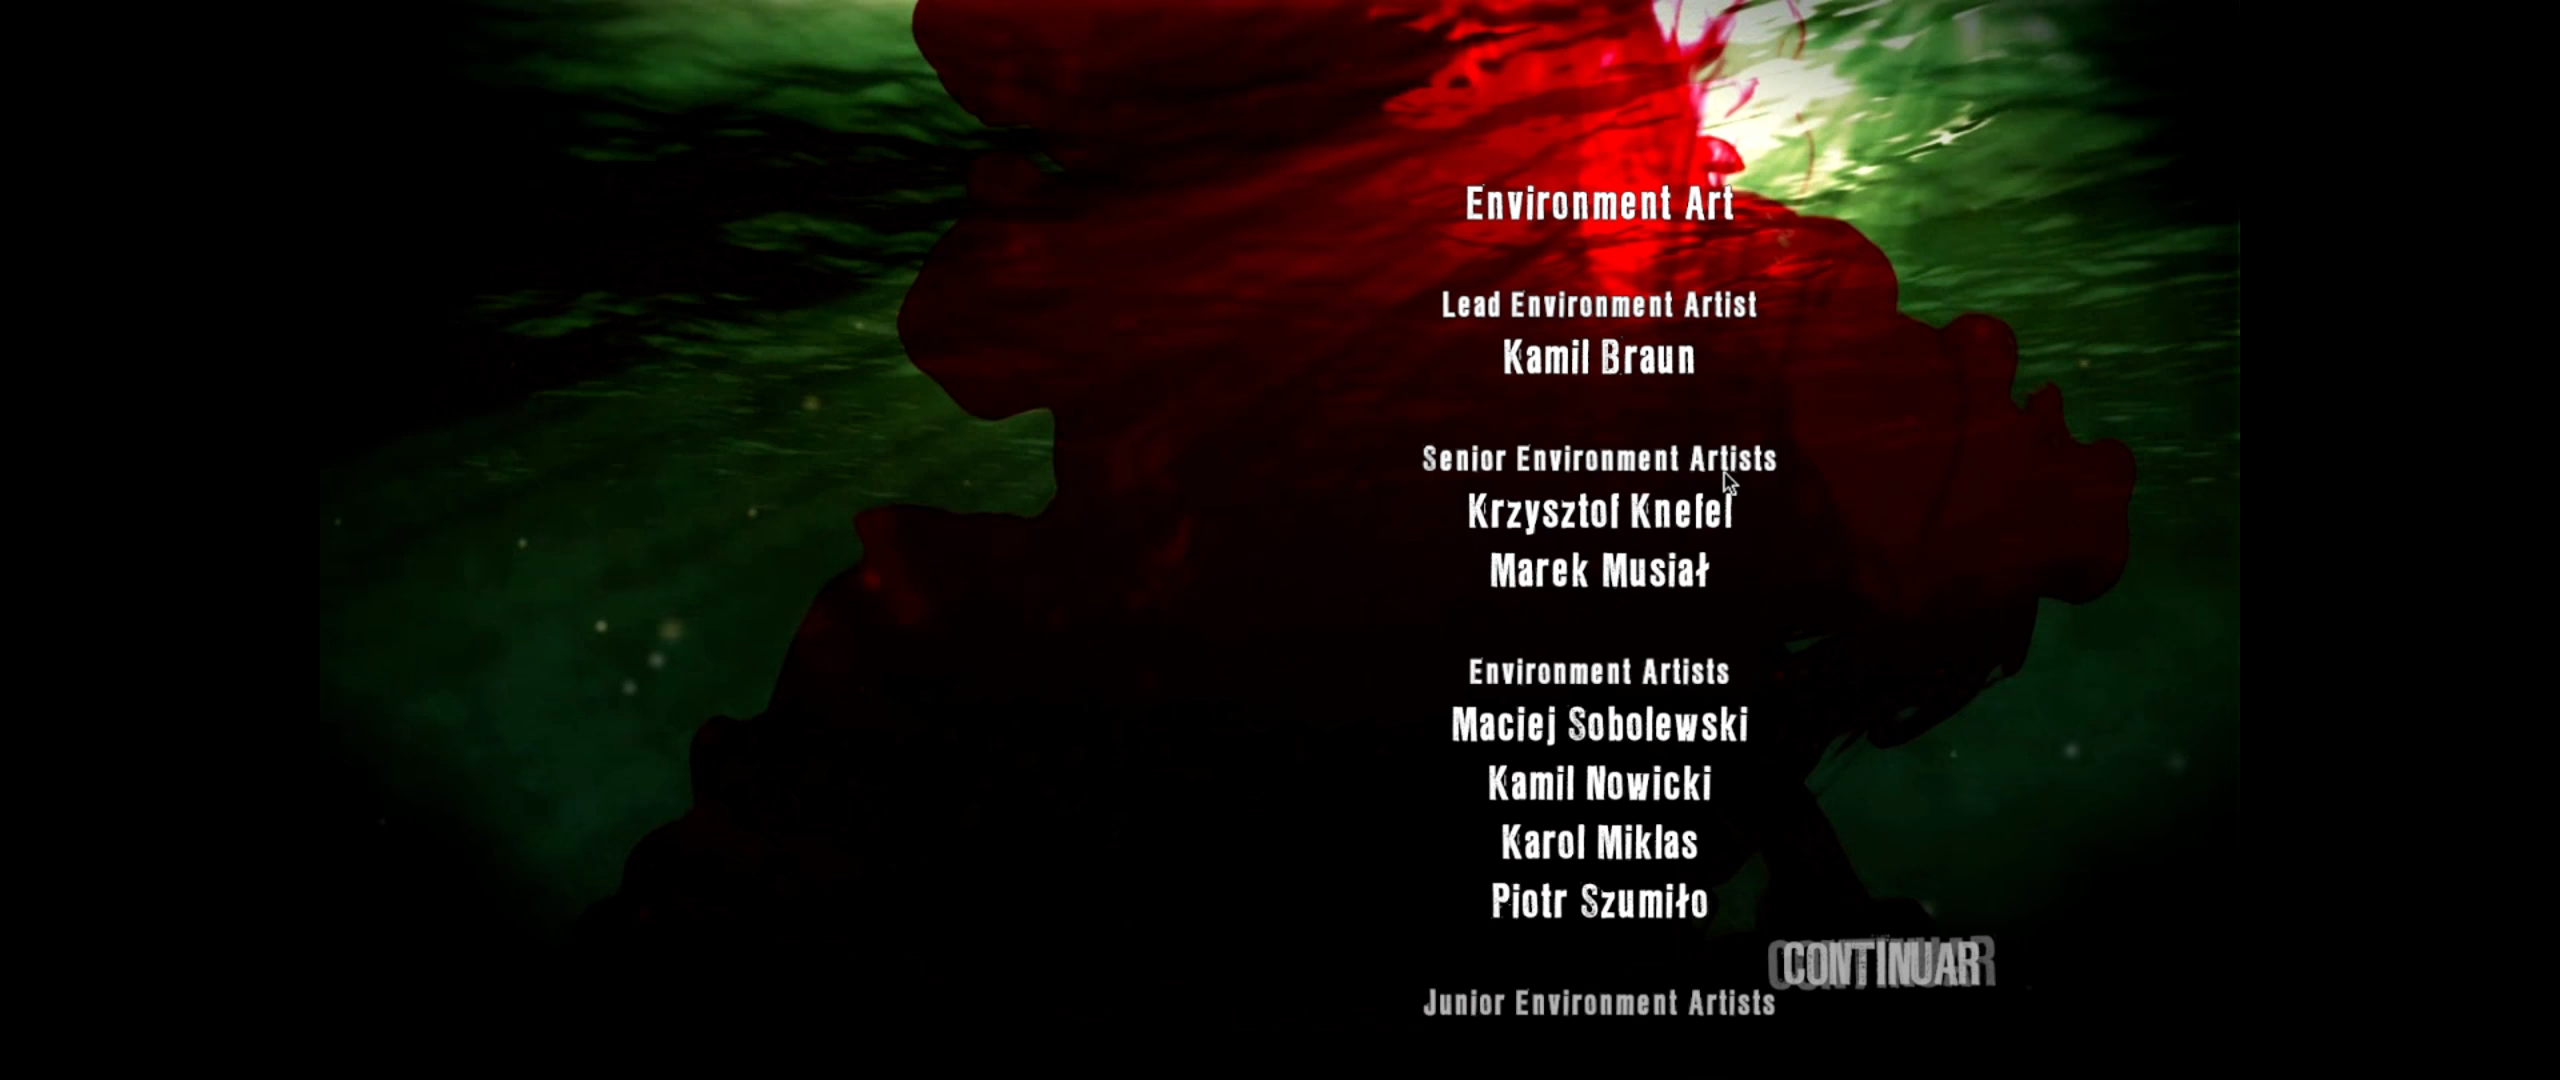 Environment Art
Lead Environment Artist
Kamil Braun
Senior Environment Artists
Krzysztof Knefel
Marek Musiał
Environment Artists
Maciej Sobolewski
Kamil Nowicki
Karol Miklas
Piotr Szumiło
CONTINUAR
Junior Environment Artists